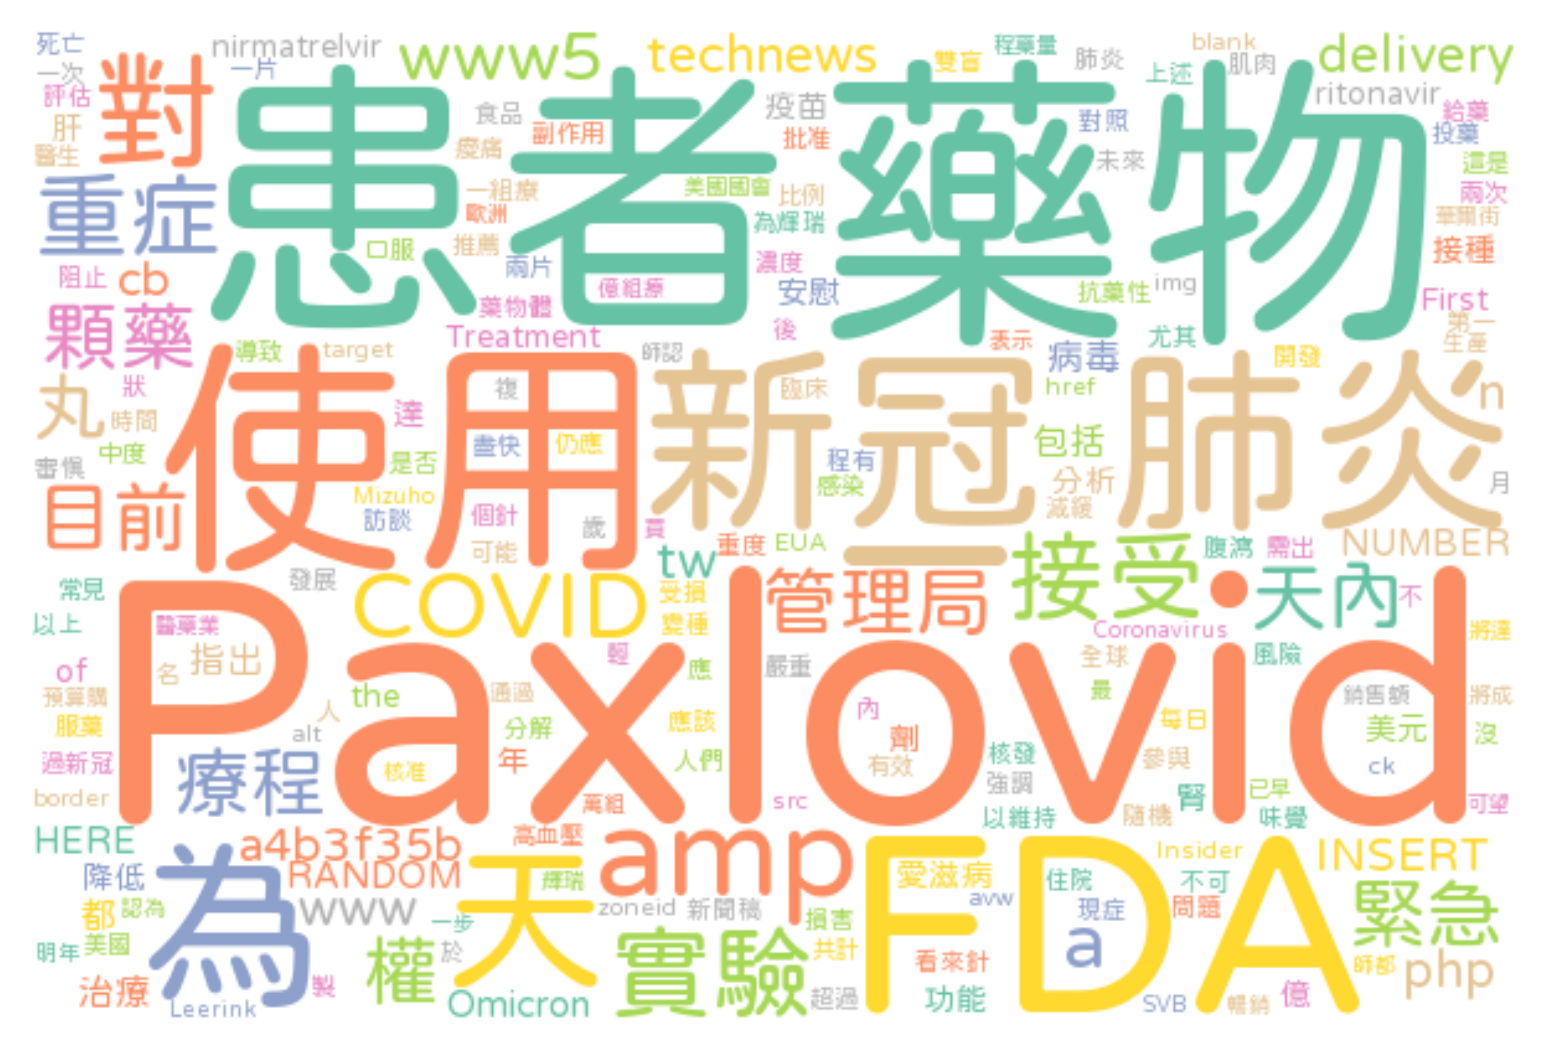 死亡 nirmatrelvir www5 technews 雙盲 程藥量 肺炎 blank delivery
一次 一片 上述 肌肉
評估 對 患者 藥物 食品 疫苗 對照 ritonavir 給藥
肝 副作用 批准 投藥
醫生 痠痛 未來 這是
重症 一組療 美國國會 比例 兩次
歐洲 為輝瑞 華爾街
口服 推薦 兩片 濃度 接種
阻止 cb 億組療 安慰 抗藥性 img First
顆藥 藥物體 後 第一
Treatment 表示 尤其 生產
導致 target 師認 病毒 開發
使用 新冠 肺炎
丸 狀 複 臨床 href n
時間 達 包括
中度 盡快 仍應 程有
審慎 是否 感染 分析 月
目前 Mizuho 減緩
訪談 個針 歲 買
可能 重度 EUA 腹瀉 需出 NUMBER
發展 tw 接受
常見 COVID 受損 管理局 天內 不
以上 醫藥業 變種 Coronavirus 將達
Paxlovid
of 名 指出 輕 應 嚴重 全球 風險
預算購 the 通過 內 最 銷售額 將成
服藥 人 分解 應該 每日 美元 沒
alt 劑
過新冠 療程 核准 年 人們 有效 核發 參與 ck
強調 腎 已早
border 萬組 src 以維持 隨機 味覺 可望
HERE a4b3f35b 高血壓 amp FDA Insider INSERT
降低 為 RANDOM 天 輝瑞 愛滋病 住院 不可 緊急
都 認為 www 一步 zoneid 新聞稿 avw 現症 問題
美國 損害 a
明年 權 於 實驗 共計 看來針 師都 php
治療 製 超過 功能 億
Leerink Omicron SVB 暢銷